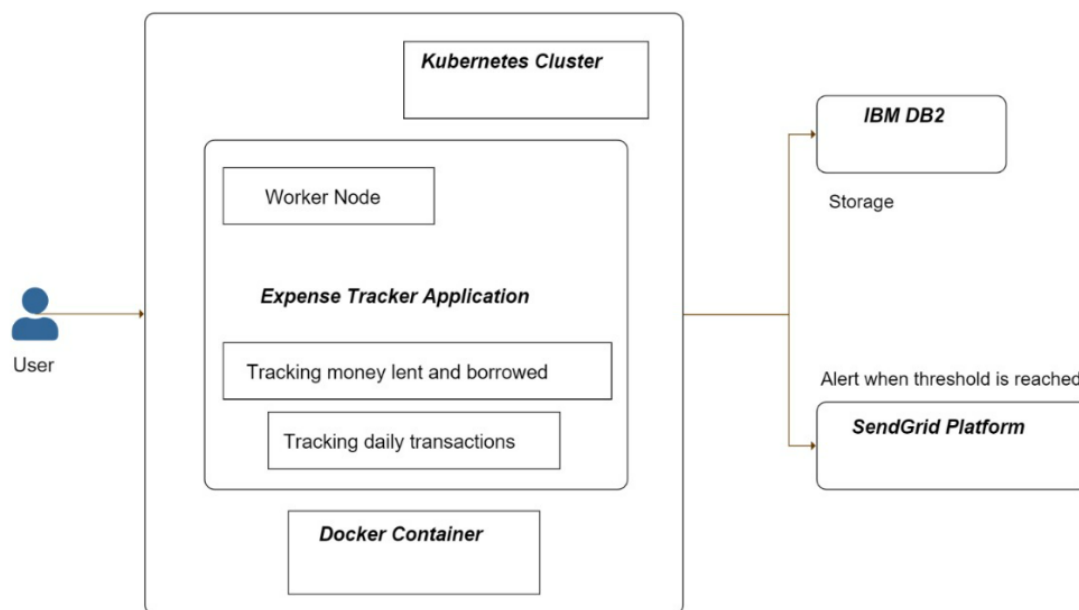 Kubernetes Cluster
IBM DB2
Worker Node
Storage
Expense Tracker Application
User
Tracking money lent and borrowed
Alert when threshold is reached
Tracking daily transactions
SendGrid Platform
Docker Container